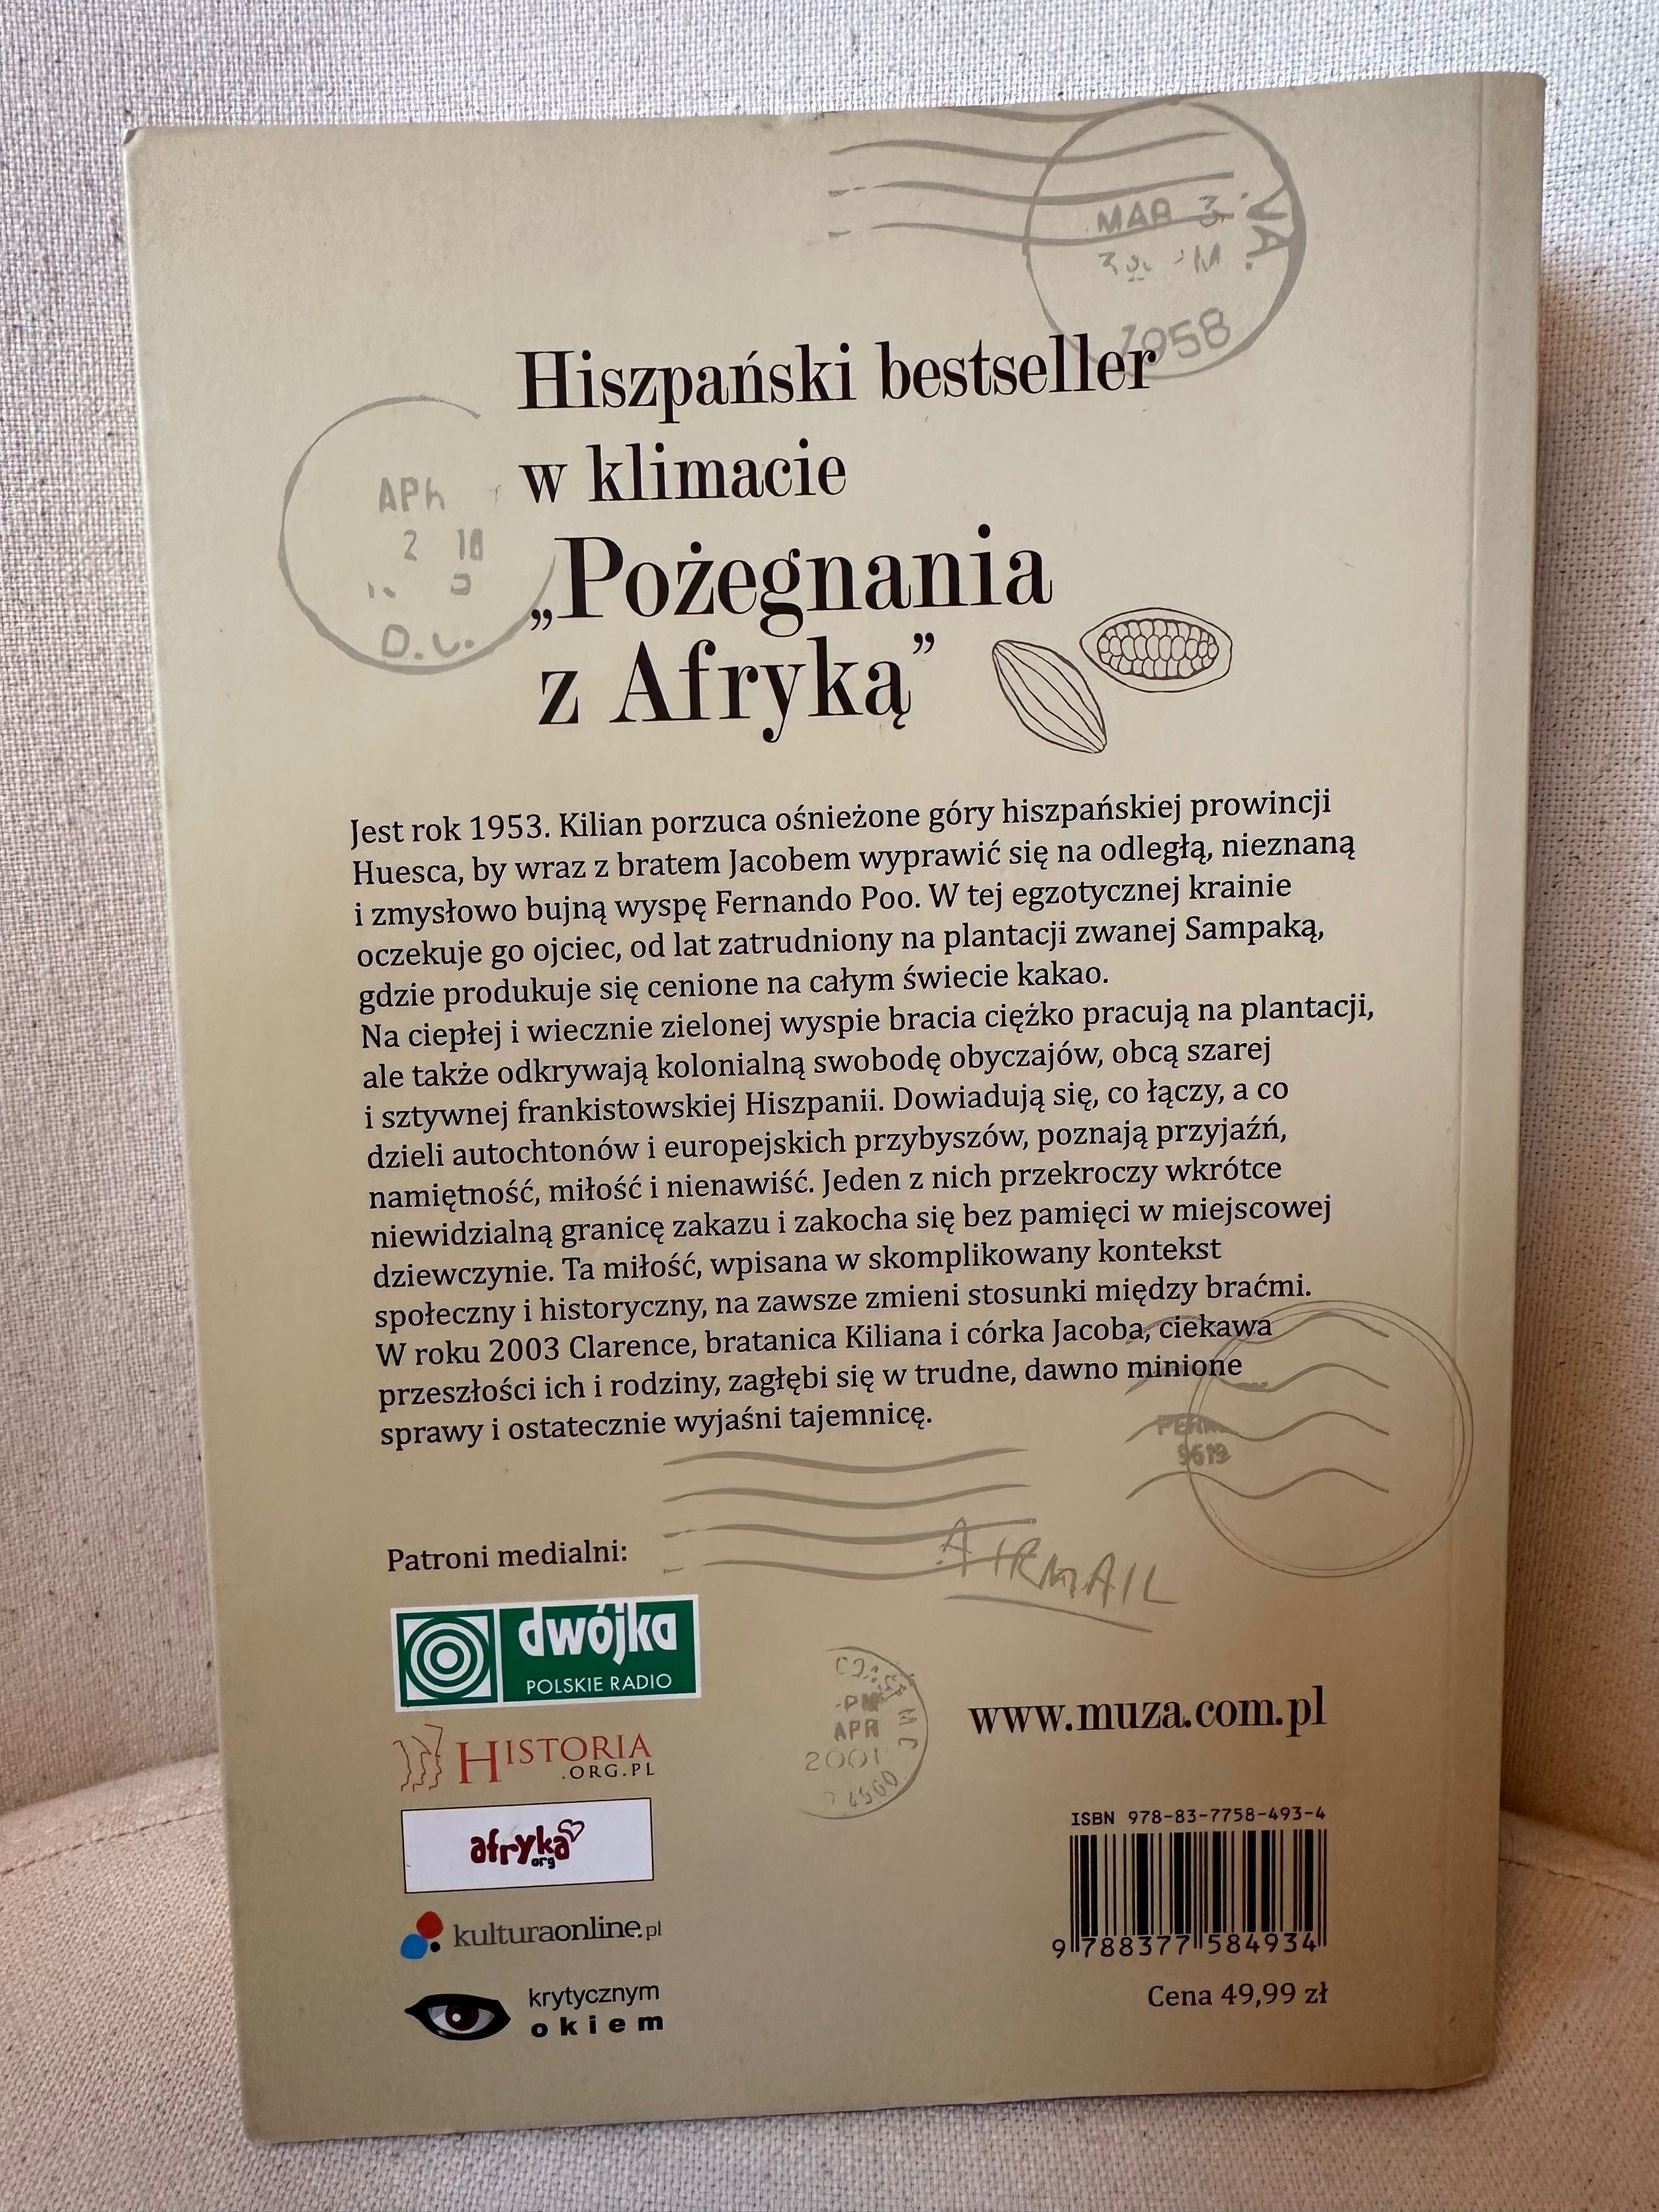 MAR 3
VA.
1958
Hiszpański bestseller
w klimacie
„Pożegnania
z Afryką”
2 10
Jest rok 1953. Kilian porzuca ośnieżone góry hiszpańskiej prowincji
Huesca, by wraz z bratem Jacobem wyprawić się na odległą, nieznaną
i zmysłowo bujną wyspę Fernando Poo. W tej egzotycznej krainie
oczekuje go ojciec, od lat zatrudniony na plantacji zwanej Sampaką,
gdzie produkuje się cenione na całym świecie kakao.
Na ciepłej i wiecznie zielonej wyspie bracia ciężko pracują na plantacji,
ale także odkrywają kolonialną swobodę obyczajów, obcą szarej
i sztywnej frankistowskiej Hiszpanii. Dowiadują się, co łączy, a co
dzieli autochtonów i europejskich przybyszów, poznają przyjaźń,
namiętność, miłość i nienawiść. Jeden z nich przekroczy wkrótce
niewidzialną granicę zakazu i zakocha się bez pamięci w miejscowej
dziewczynie. Ta miłość, wpisana w skomplikowany kontekst
społeczny i historyczny, na zawsze zmieni stosunki między braćmi.
W roku 2003 Clarence, bratanica Kiliana i córka Jacoba, ciekawa
przeszłości ich i rodziny, zagłębi się w trudne, dawno minione
sprawy i ostatecznie wyjaśni tajemnicę.
AIRMAIL
Patroni medialni:
dwójka
POLSKIE RADIO
HISTORIA
.ORG.PL
afryka
org
kulturaonline.pl
krytycznym
okiem
APR
2001
www.muza.com.pl
ISBN 978-83-7758-493-4
9 788377 584934
Cena 49,99 zł